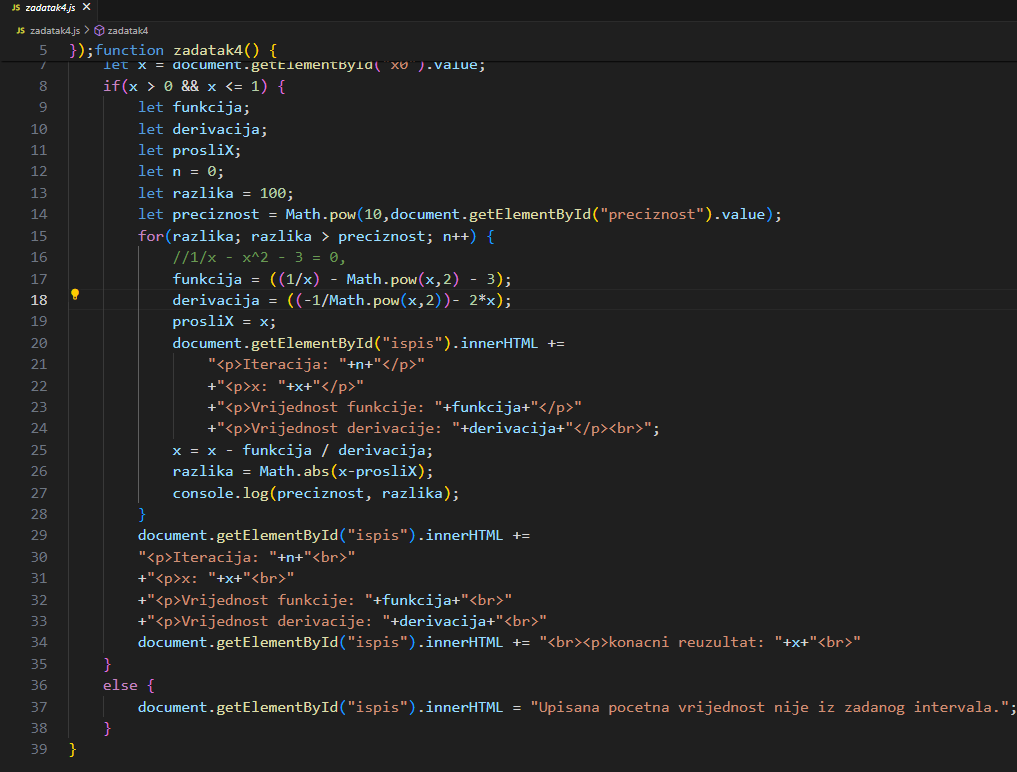 JS zadatak4.js ×
JS zadatak4.js > zadatak4
5 });function zadatak4() {
7 let x = document.getElementById("x0").value;
8 if(x > 0 && x <= 1) {
9 let funkcija;
10 let derivacija;
11 let prosliX;
12 let n = 0;
13 let razlika = 100;
14 let preciznost = Math.pow(10,document.getElementById("preciznost").value);
15 for(razlika; razlika > preciznost; n++) {
16 //1/x - x^2 - 3 = 0,
17 funkcija = ((1/x) - Math.pow(x,2) - 3);
18 derivacija = ((-1/Math.pow(x,2))- 2*x);
19 prosliX = x;
20 document.getElementById("ispis").innerHTML +=
21 "<p>Iteracija: "+n+"</p>"
22 +"<p>x: "+x+"</p>"
23 +"<p>Vrijednost funkcije: "+funkcija+"</p>"
24 +"<p>Vrijednost derivacije: "+derivacija+"</p><br>";
25 x = x - funkcija / derivacija;
26 razlika = Math.abs(x-prosliX);
27 console.log(preciznost, razlika);
28 }
29 document.getElementById("ispis").innerHTML +=
30 "<p>Iteracija: "+n+"<br>"
31 +"<p>x: "+x+"<br>"
32 +"<p>Vrijednost funkcije: "+funkcija+"<br>"
33 +"<p>Vrijednost derivacije: "+derivacija+"<br>"
34 document.getElementById("ispis").innerHTML += "<br><p>konacni reuzultat: "+x+"<br>"
35 }
36 else {
37 document.getElementById("ispis").innerHTML = "Upisana pocetna vrijednost nije iz zadanog intervala.";
38 }
39 }